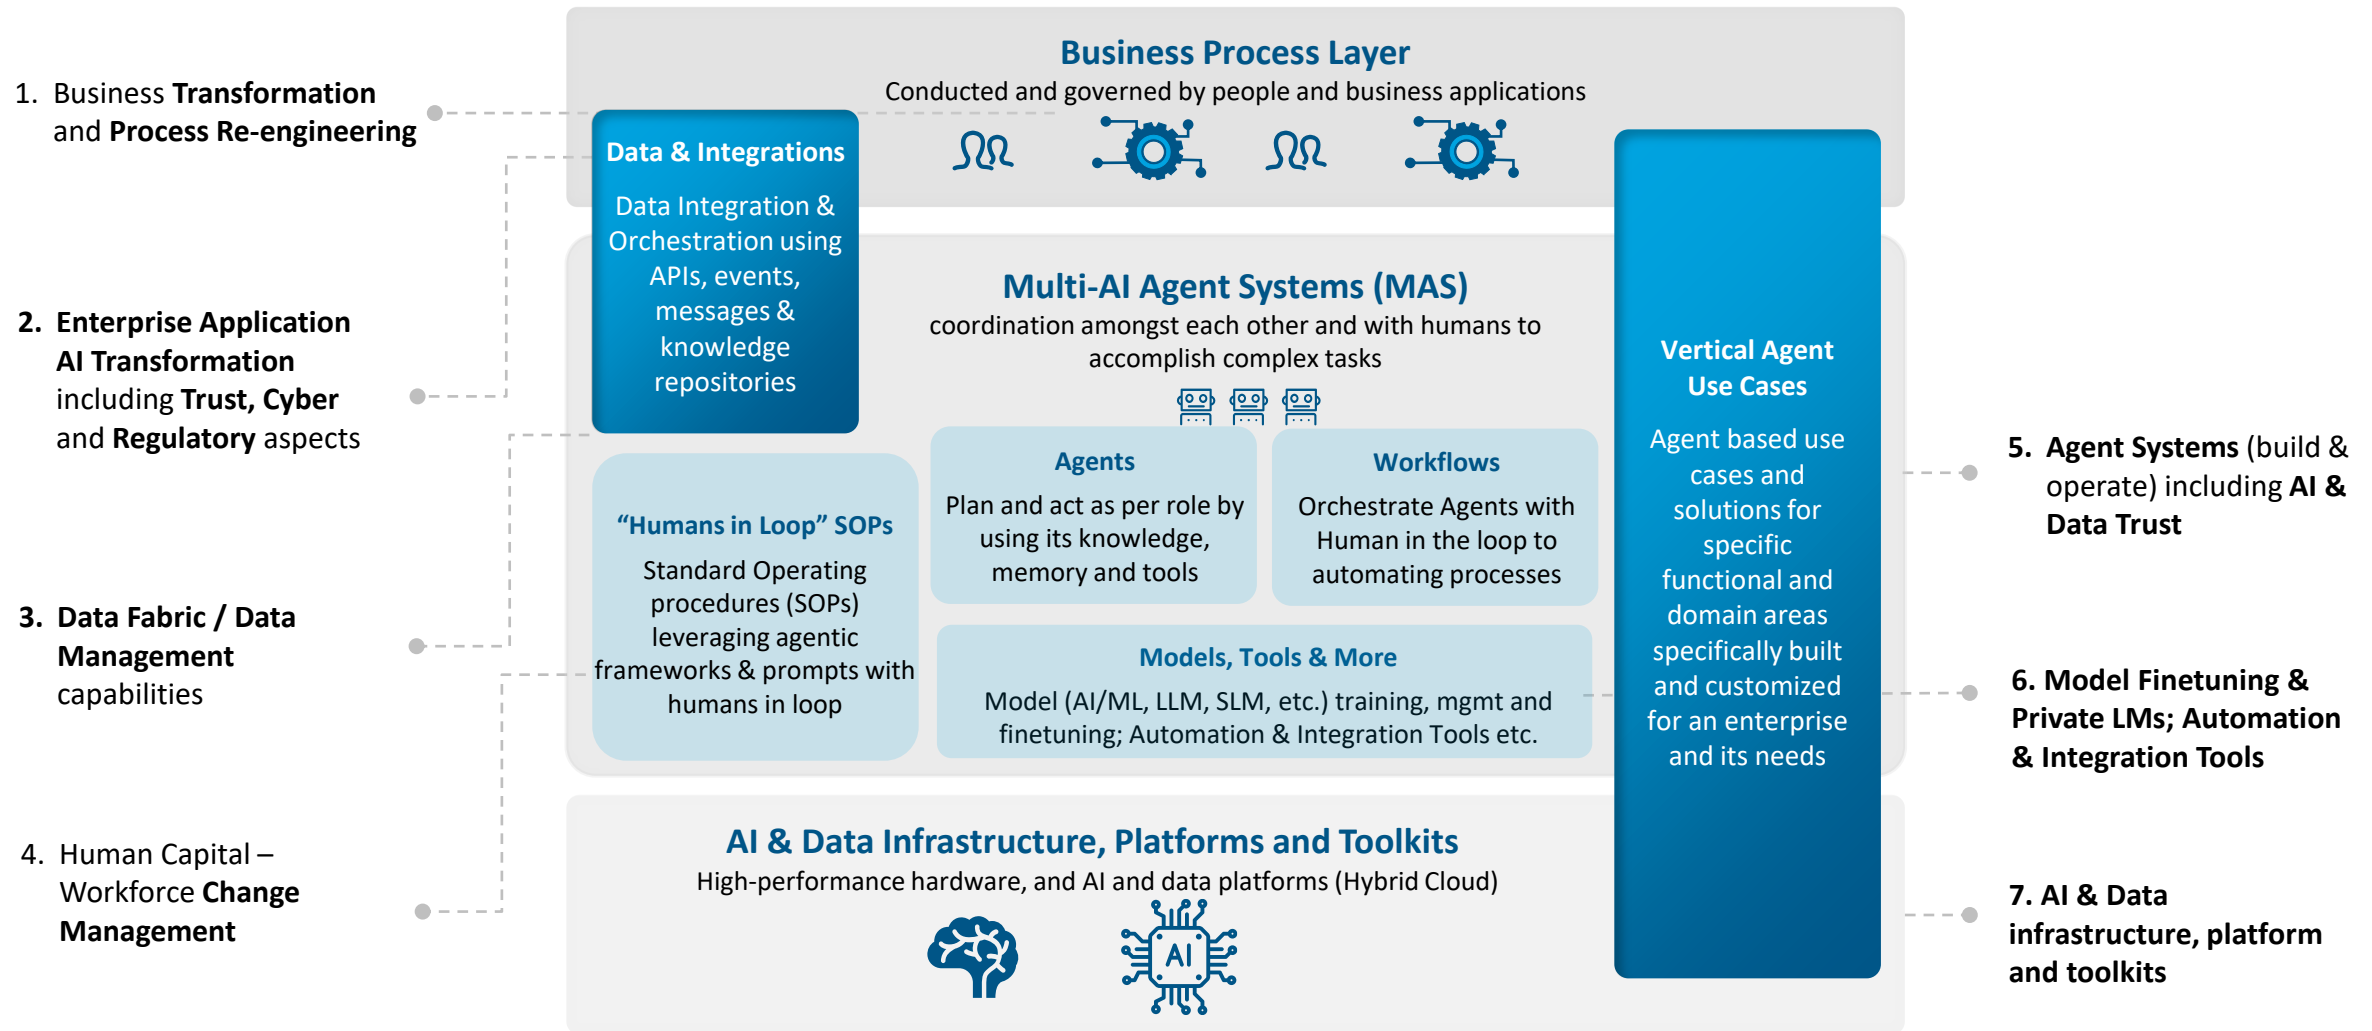 1. Business Transformation
and Process Re-engineering
2. Enterprise Application
AI Transformation
including Trust, Cyber
and Regulatory aspects
3. Data Fabric / Data
Management
capabilities
4. Human Capital –
Workforce Change
Management
Business Process Layer
Conducted and governed by people and business applications
Data & Integrations
Data Integration &
Orchestration using
APIs, events,
messages &
knowledge
repositories
Multi-AI Agent Systems (MAS)
coordination amongst each other and with humans to
accomplish complex tasks
“Humans in Loop” SOPs
Standard Operating
procedures (SOPs)
leveraging agentic
frameworks & prompts with
humans in loop
Agents
Plan and act as per role by
using its knowledge,
memory and tools
Workflows
Orchestrate Agents with
Human in the loop to
automating processes
Models, Tools & More
Model (AI/ML, LLM, SLM, etc.) training, mgmt and
finetuning; Automation & Integration Tools etc.
Vertical Agent
Use Cases
Agent based use
cases and
solutions for
specific
functional and
domain areas
specifically built
and customized
for an enterprise
and its needs
AI & Data Infrastructure, Platforms and Toolkits
High-performance hardware, and AI and data platforms (Hybrid Cloud)
AI
5. Agent Systems (build &
operate) including AI &
Data Trust
6. Model Finetuning &
Private LMs; Automation
& Integration Tools
7. AI & Data
infrastructure, platform
and toolkits